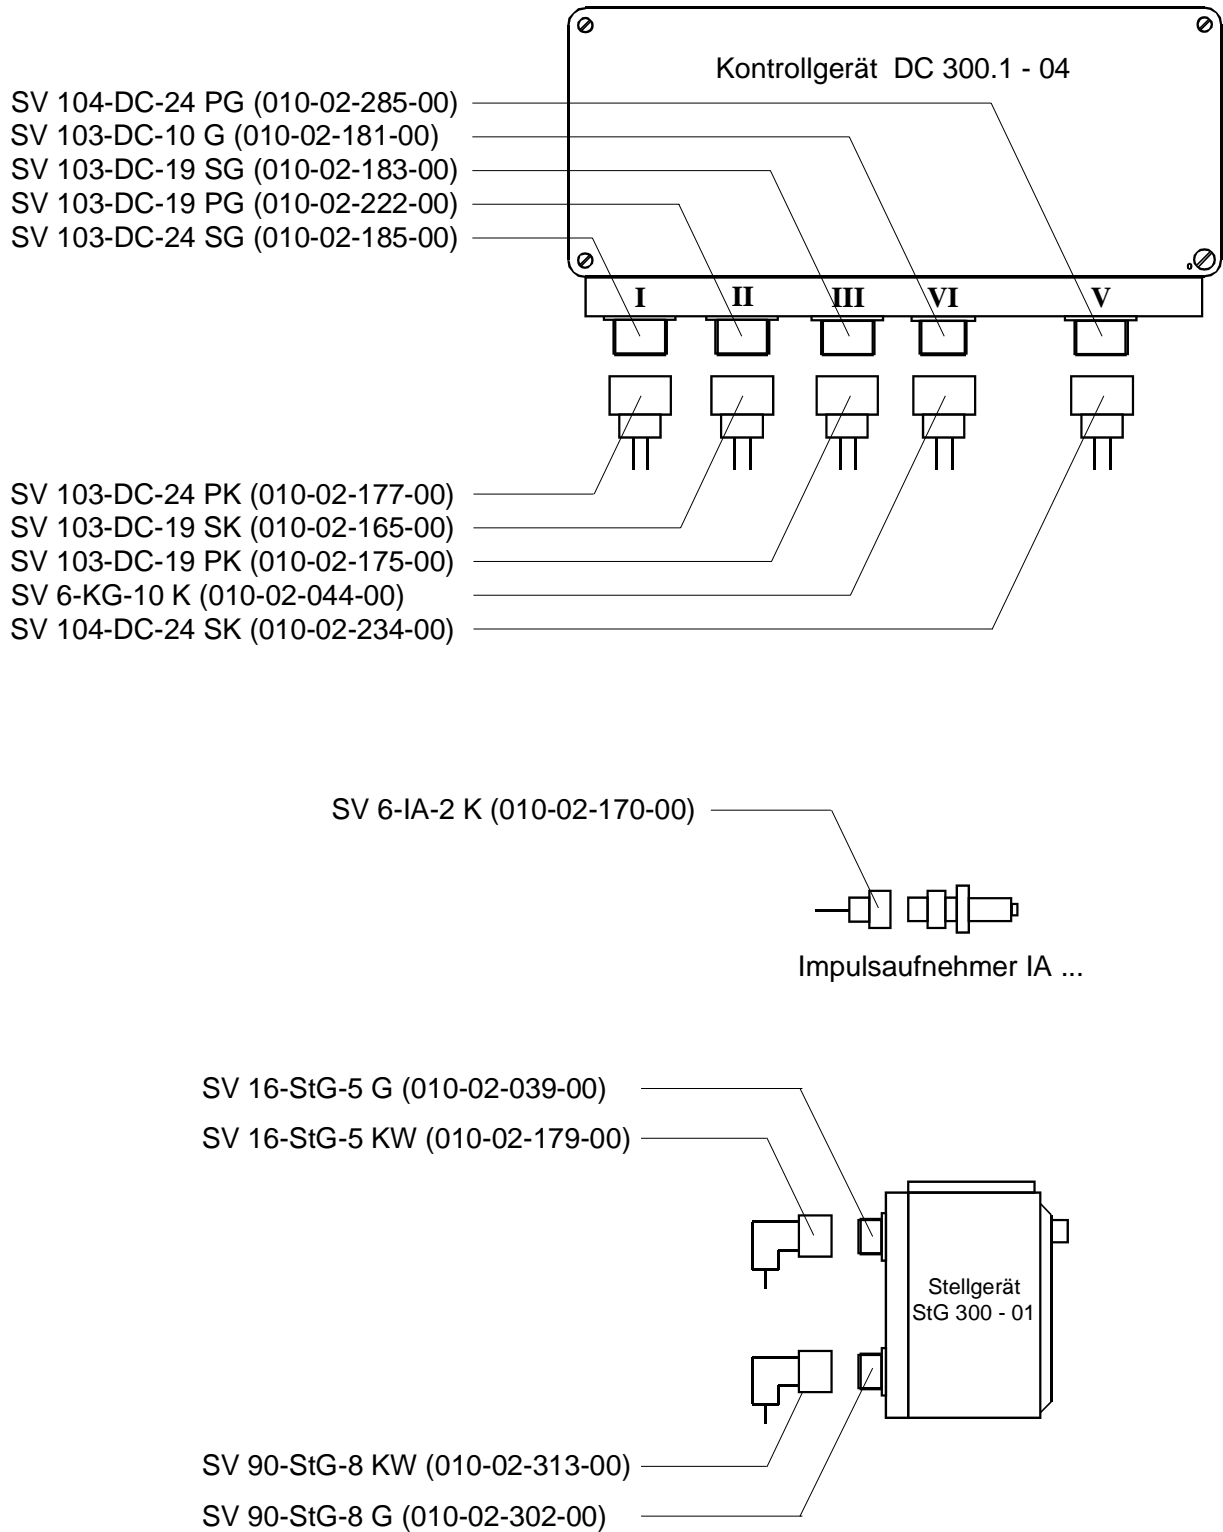 Kontrollgerät DC 300.1 - 04
SV 104-DC-24 PG (010-02-285-00)
SV 103-DC-10 G (010-02-181-00)
SV 103-DC-19 SG (010-02-183-00)
SV 103-DC-19 PG (010-02-222-00)
SV 103-DC-24 SG (010-02-185-00)
I II III VI V
SV 103-DC-24 PK (010-02-177-00)
SV 103-DC-19 SK (010-02-165-00)
SV 103-DC-19 PK (010-02-175-00)
SV 6-KG-10 K (010-02-044-00)
SV 104-DC-24 SK (010-02-234-00)
SV 6-IA-2 K (010-02-170-00)
Impulsaufnehmer IA ...
SV 16-StG-5 G (010-02-039-00)
SV 16-StG-5 KW (010-02-179-00)
Stellgerät
StG 300 - 01
SV 90-StG-8 KW (010-02-313-00)
SV 90-StG-8 G (010-02-302-00)